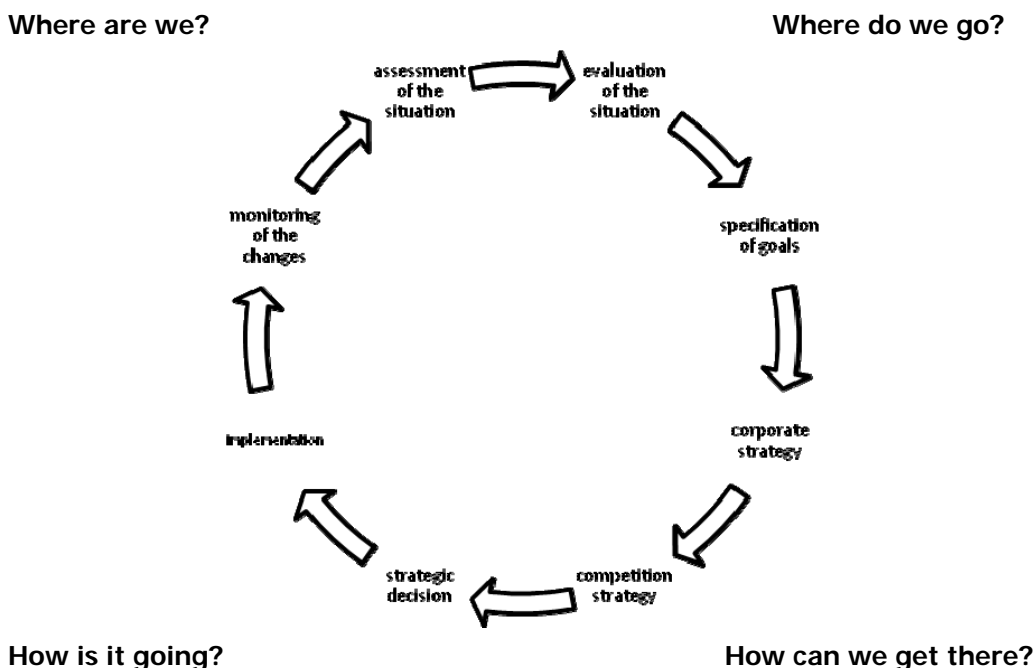 Where are we?
Where do we go?
assessment
of the
situation
evaluation
of the
situation
specification
of goals
corporate
strategy
competition
strategy
strategic
decision
implementation
monitoring
of the
changes
How is it going?
How can we get there?